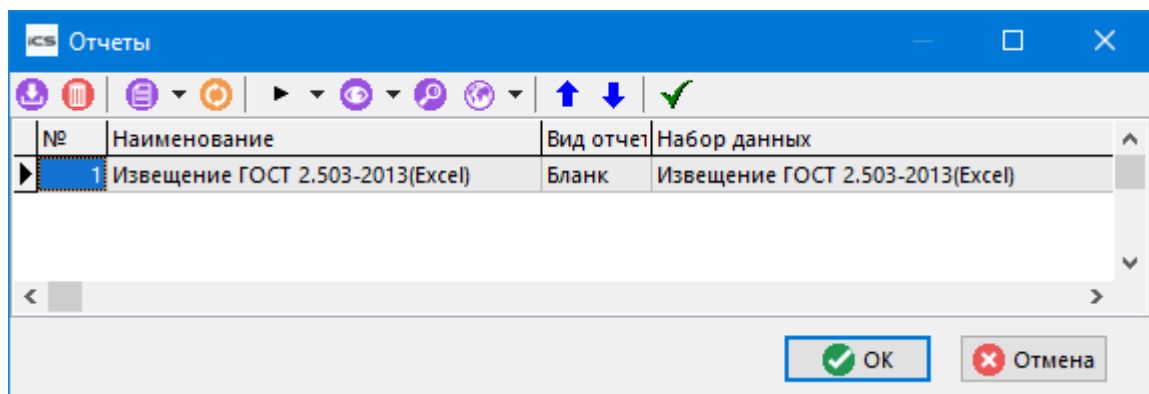 iCS Отчеты
№ Наименование Вид отчет Набор данных
1 Извещение ГОСТ 2.503-2013(Excel) Бланк Извещение ГОСТ 2.503-2013(Excel)
OK Отмена